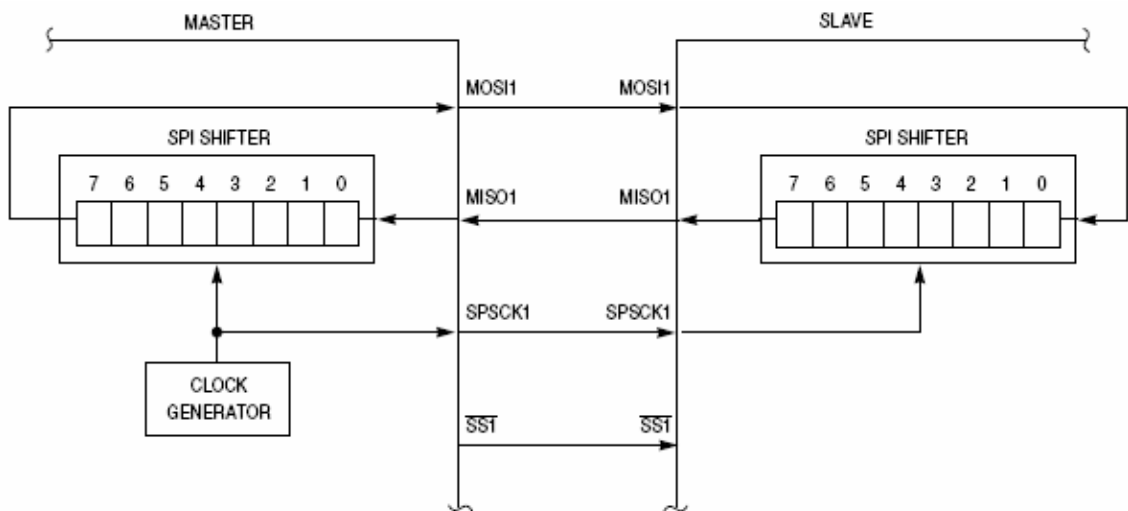 MASTER
SLAVE
MOSI1 MOSI1
SPI SHIFTER SPI SHIFTER
7 6 5 4 3 2 1 0 7 6 5 4 3 2 1 0
MISO1 MISO1
SPSCK1 SPSCK1
CLOCK
GENERATOR
SS1 SS1